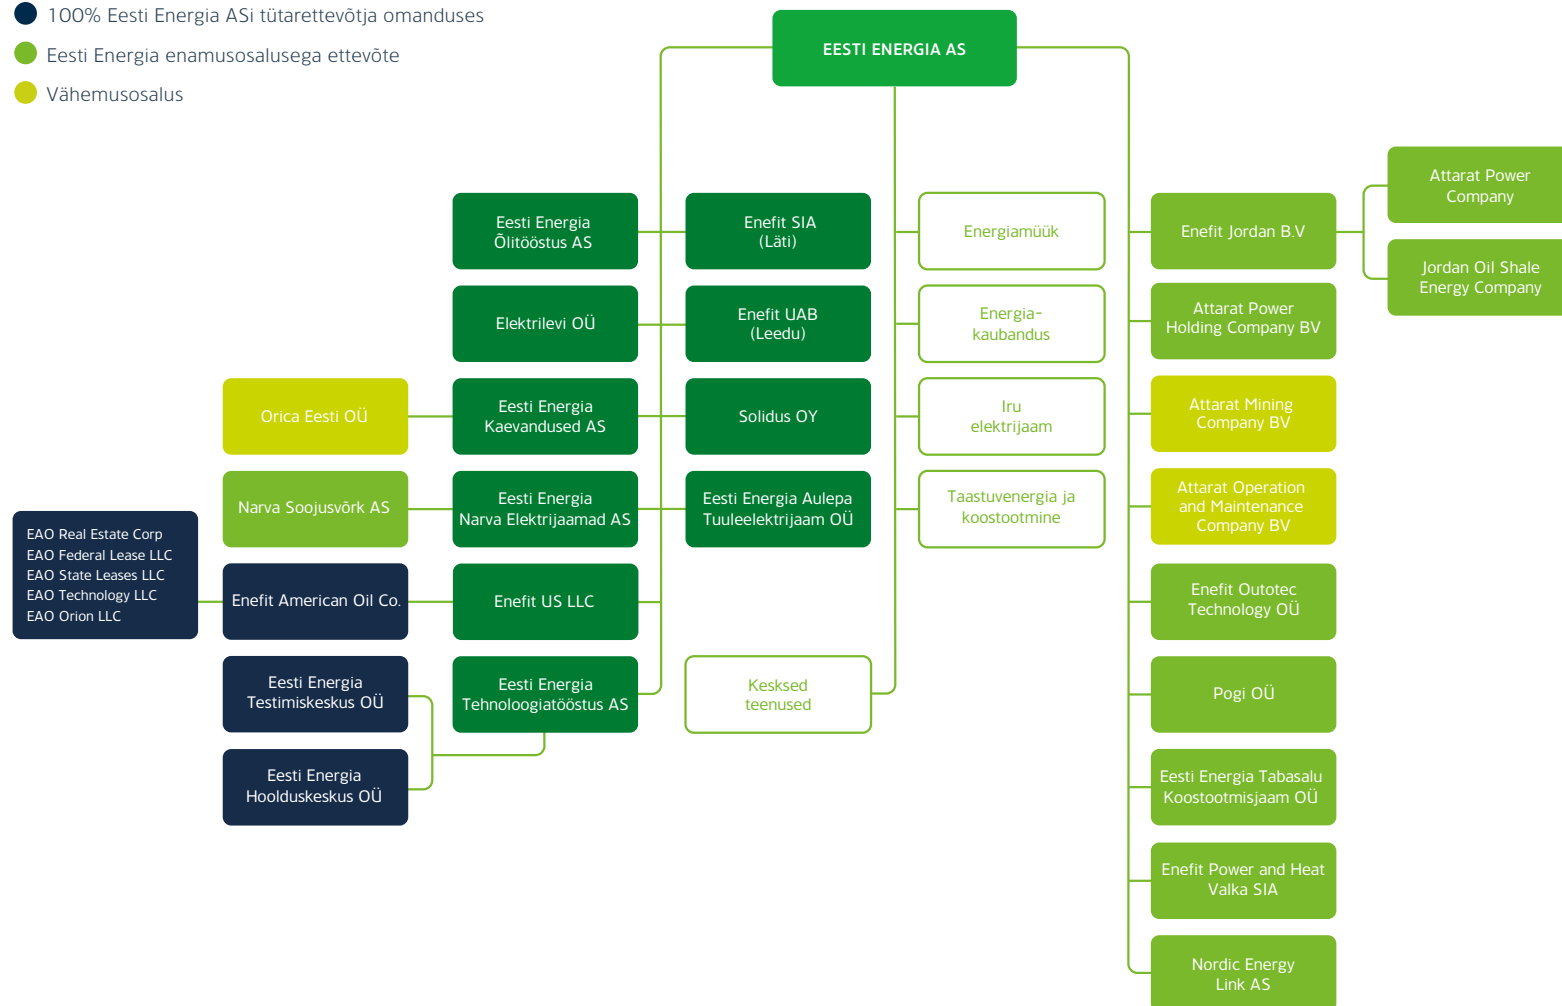 100% Eesti Energia ASi tütarettevõtja omanduses
Eesti Energia enamusosalusega ettevõte
Vähemusosalus
EESTI ENERGIA AS
Eesti Energia
Õlitööstus AS
Elektrilevi OÜ
Orica Eesti OÜ
Eesti Energia
Kaevandused AS
Narva Soojusvõrk AS
Eesti Energia
Narva Elektrijaamad AS
EAO Real Estate Corp
EAO Federal Lease LLC
EAO State Leases LLC
EAO Technology LLC
EAO Orion LLC
Enefit American Oil Co.
Enefit US LLC
Eesti Energia
Testimiskeskus OÜ
Eesti Energia
Tehnoloogiatööstus AS
Eesti Energia
Hoolduskeskus OÜ
Enefit SIA
(Läti)
Enefit UAB
(Leedu)
Solidus OY
Eesti Energia Aulepa
Tuuleelektrijaam OÜ
Kesksed
teenused
Energiamüük
Energia-
kaubandus
Iru
elektrijaam
Taastuvenergia ja
koostootmine
Enefit Jordan B.V
Attarat Power
Company
Jordan Oil Shale
Energy Company
Attarat Power
Holding Company BV
Attarat Mining
Company BV
Attarat Operation
and Maintenance
Company BV
Enefit Outotec
Technology OÜ
Pogi OÜ
Eesti Energia Tabasalu
Koostootmisjaam OÜ
Enefit Power and Heat
Valka SIA
Nordic Energy
Link AS